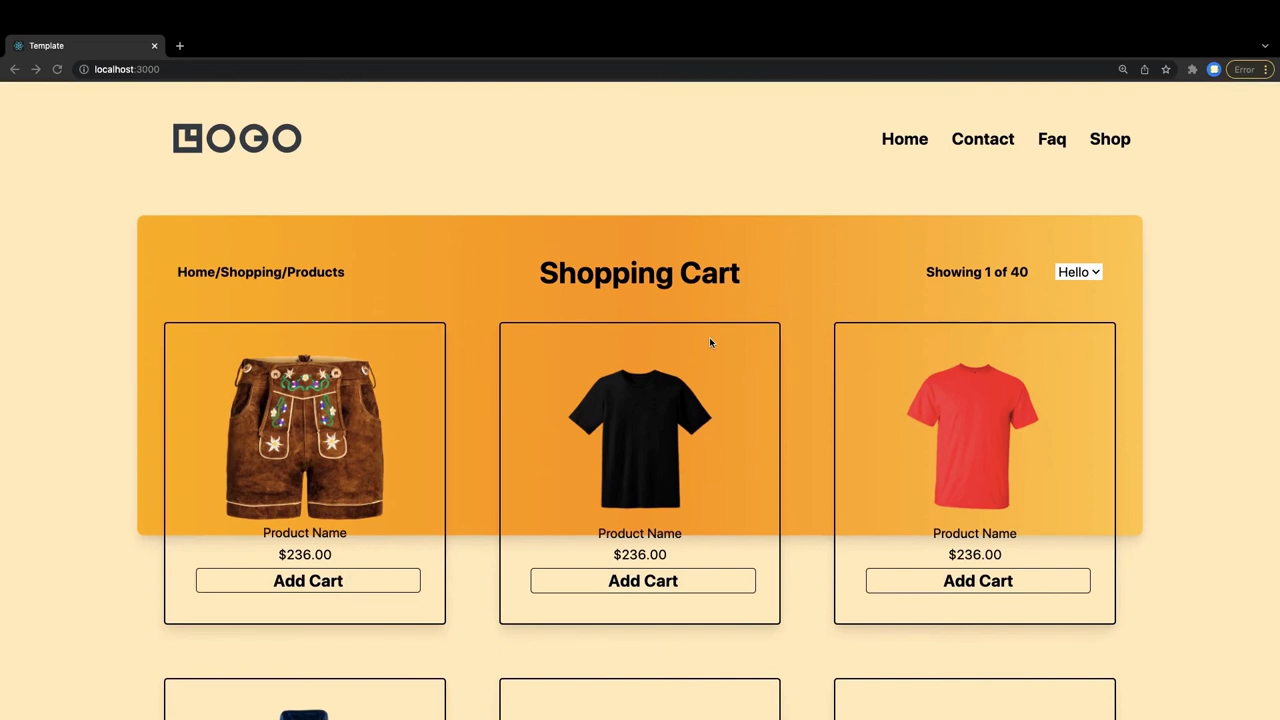 Template
localhost:3000
Error
LOGO
Home Contact Faq Shop
Home/Shopping/Products
Shopping Cart
Showing 1 of 40
Hello
Product Name
$236.00
Add Cart
Product Name
$236.00
Add Cart
Product Name
$236.00
Add Cart